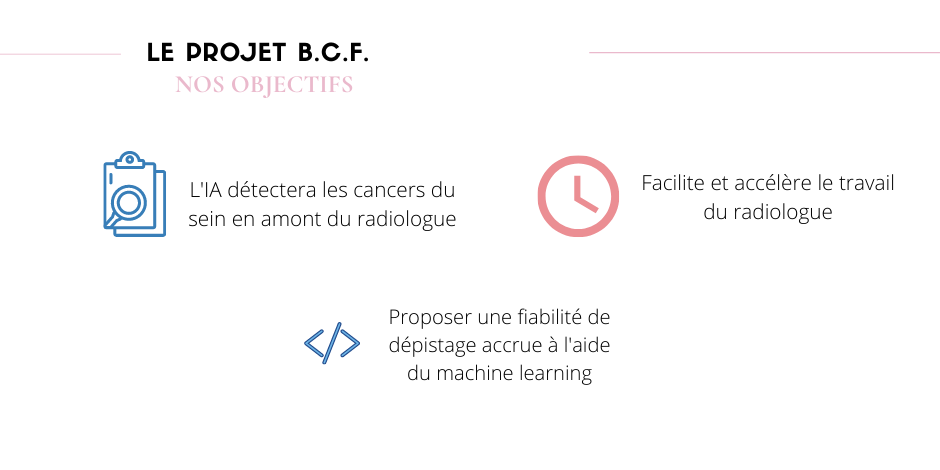 LE PROJET B.C.F.
NOS OBJECTIFS
L'IA détectera les cancers du
sein en amont du radiologue
Facilite et accélère le travail
du radiologue
Proposer une fiabilité de
dépistage accrue à l'aide
du machine learning